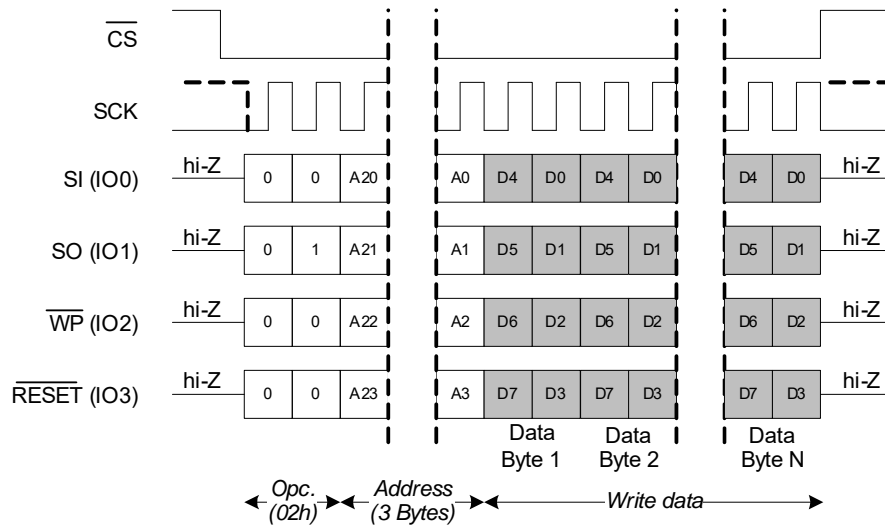 CS
SCK
hi-Z
SI (IO0) 0 0 A20 A0 D4 D0 D4 D0 D4 D0 hi-Z
hi-Z
SO (IO1) 0 1 A21 A1 D5 D1 D5 D1 D5 D1 hi-Z
hi-Z
WP (IO2) 0 0 A22 A2 D6 D2 D6 D2 D6 D2 hi-Z
hi-Z
RESET (IO3) 0 0 A23 A3 D7 D3 D7 D3 D7 D3 hi-Z
Data Data Data
Byte 1 Byte 2 Byte N
Opc. Address Write data
(02h) (3 Bytes)